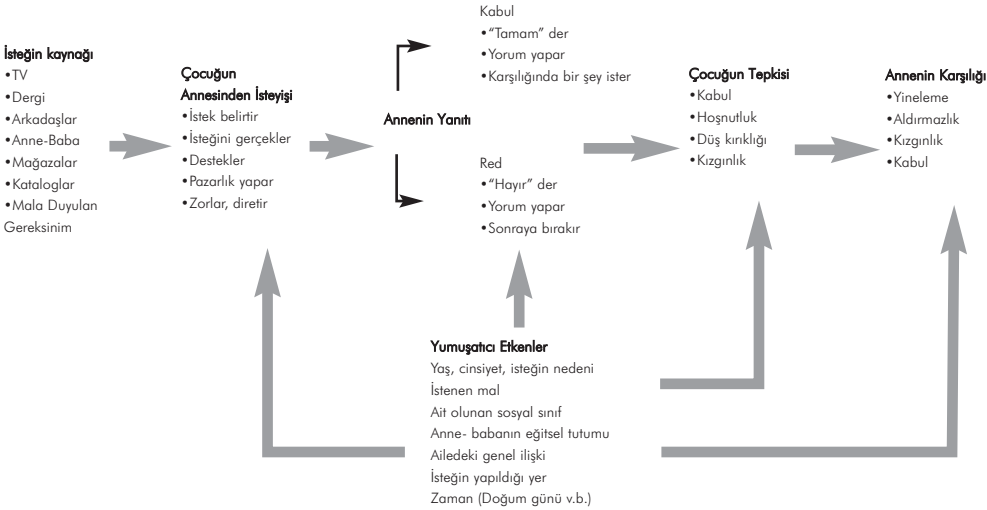 İsteğin kaynağı
•TV
•Dergi
•Arkadaşlar
•Anne-Baba
•Mağazalar
•Kataloglar
•Mala Duyulan
Gereksinim
Çocuğun
Annesinden İsteyişi
•İstek belirtir
•İsteğini gerçekler
•Destekler
•Pazarlık yapar
•Zorlar, diretir
Annenin Yanıtı
Kabul
•“Tamam” der
•Yorum yapar
•Karşılığında bir şey ister
Red
•“Hayır” der
•Yorum yapar
•Sonraya bırakır
Çocuğun Tepkisi
•Kabul
•Hoşnutluk
•Düş kırıklığı
•Kızgınlık
Annenin Karşılığı
•Yineleme
•Aldırmazlık
•Kızgınlık
•Kabul
Yumuşatıcı Etkenler
Yaş, cinsiyet, isteğin nedeni
İstenen mal
Ait olunan sosyal sınıf
Anne- babanın eğitsel tutumu
Ailedeki genel ilişki
İsteğin yapıldığı yer
Zaman (Doğum günü v.b.)